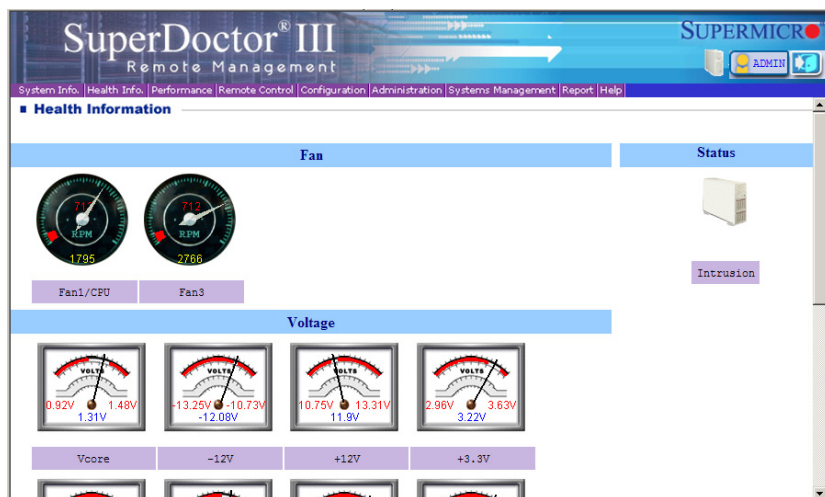 SuperDoctor® III
Remote Management
SUPERMICR
ADMIN
System Info. Health Info. Performance Remote Control Configuration Administration Systems Management Report Help
Health Information
Fan
Status
712 712
RPM RPM
1795 2766
Fan1/CPU Fan3
Intrusion
Voltage
VOLTS VOLTS VOLTS VOLTS
0.92V 1.48V -13.25V -10.73V 10.75V 13.31V 2.96V 3.63V
1.31V -12.08V 11.9V 3.22V
Vcore -12V +12V +3.3V